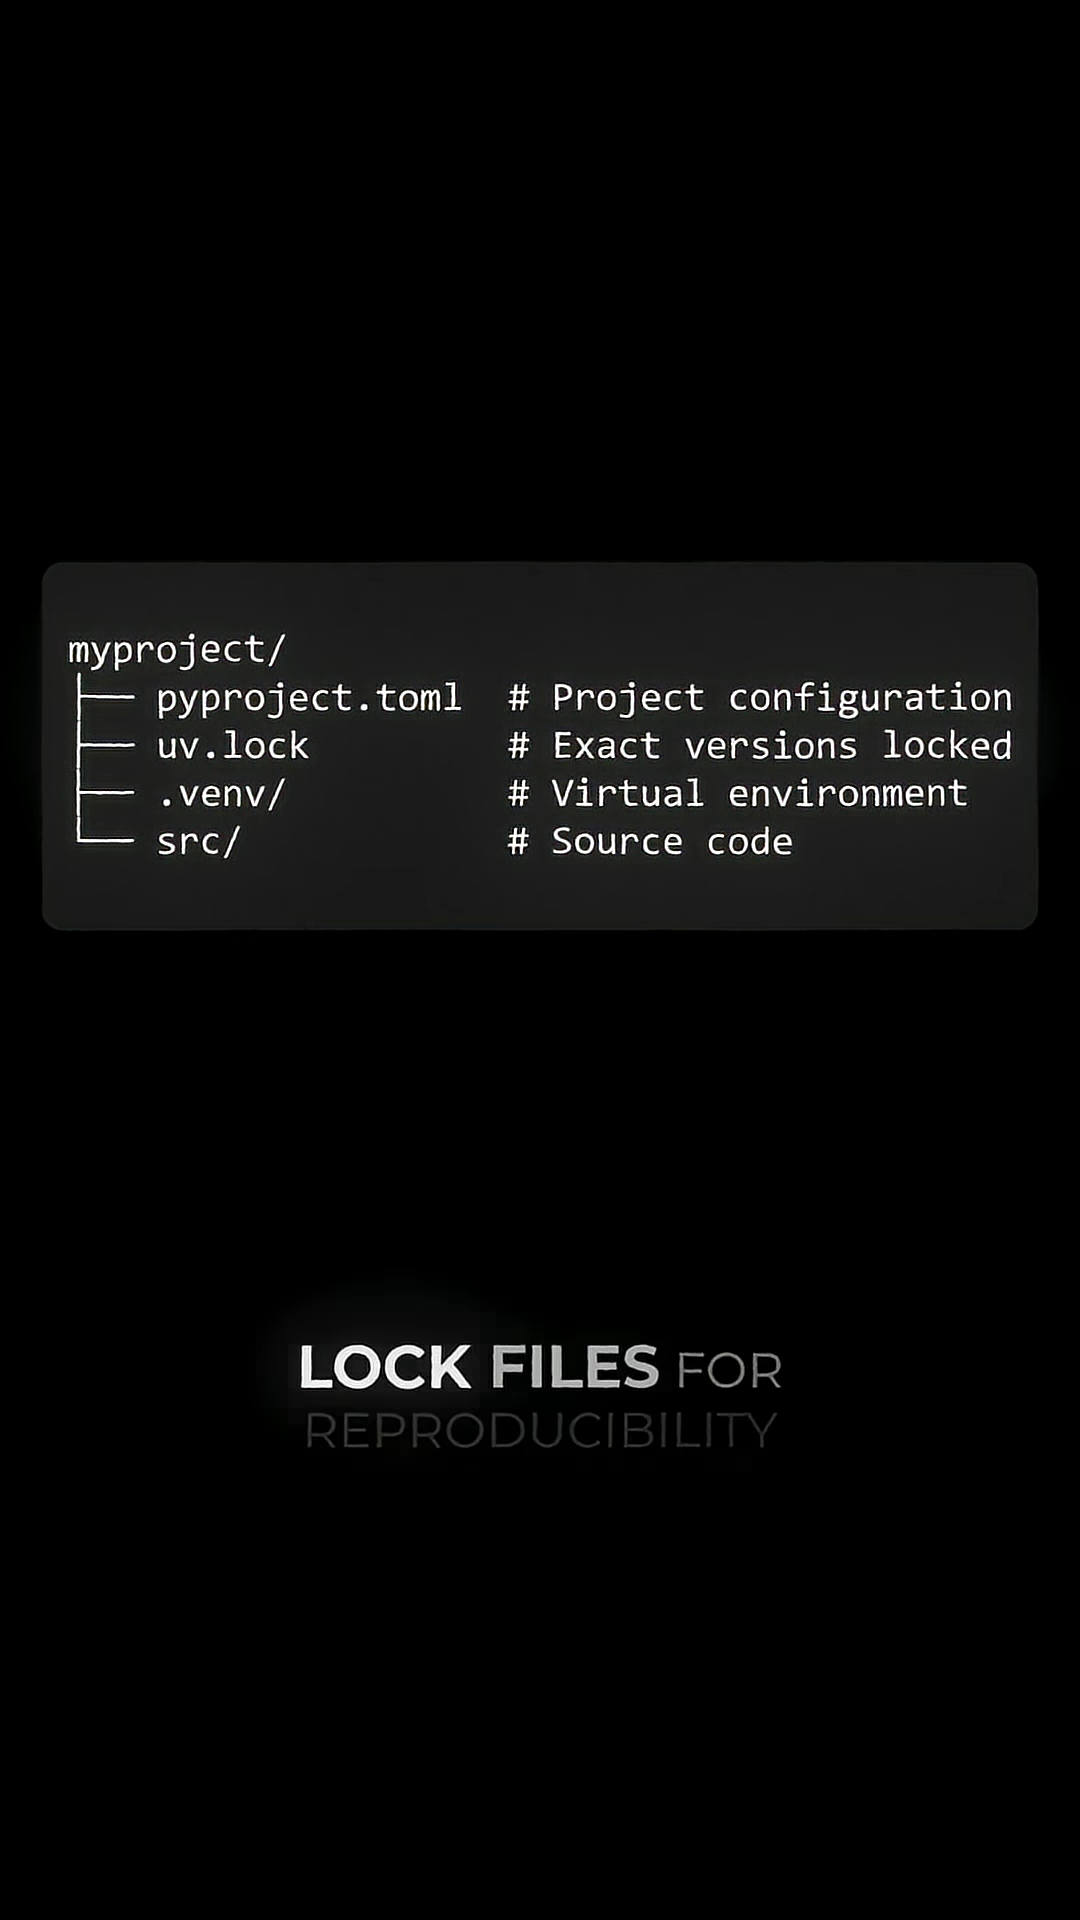 myproject/
├── pyproject.toml  # Project configuration
├── uv.lock         # Exact versions locked
├── .venv/          # Virtual environment
└── src/            # Source code
LOCK FILES FOR
REPRODUCIBILITY